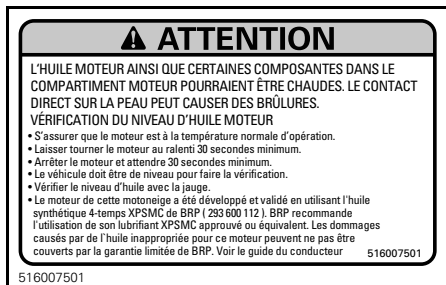 ATTENTION
L'HUILE MOTEUR AINSI QUE CERTAINES COMPOSANTES DANS LE
COMPARTIMENT MOTEUR POURRAIENT ÊTRE CHAUDES. LE CONTACT
DIRECT SUR LA PEAU PEUT CAUSER DES BRÛLURES.
VÉRIFICATION DU NIVEAU D'HUILE MOTEUR
• S'assurer que le moteur est à la température normale d'opération.
• Laisser tourner le moteur au ralenti 30 secondes minimum.
• Arrêter le moteur et attendre 30 secondes minimum.
• Le véhicule doit être de niveau pour faire la vérification.
• Vérifier le niveau d'huile avec la jauge.
• Le moteur de cette motoneige a été développé et validé en utilisant l'huile
synthétique 4-temps XPSMC de BRP ( 293 600 112 ). BRP recommande
l'utilisation de son lubrifiant XPSMC approuvé ou équivalent. Les dommages
causés par de l`huile inappropriée pour ce moteur peuvent ne pas être
couverts par la garantie limitée de BRP. Voir le guide du conducteur 516007501
516007501